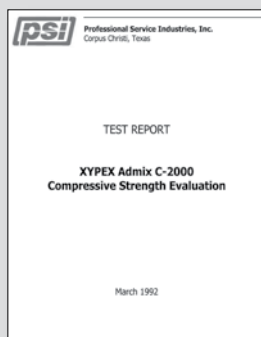 psi
Professional Service Industries, Inc.
Corpus Christi, Texas
TEST REPORT
XYPEX Admix C-2000
Compressive Strength Evaluation
March 1992